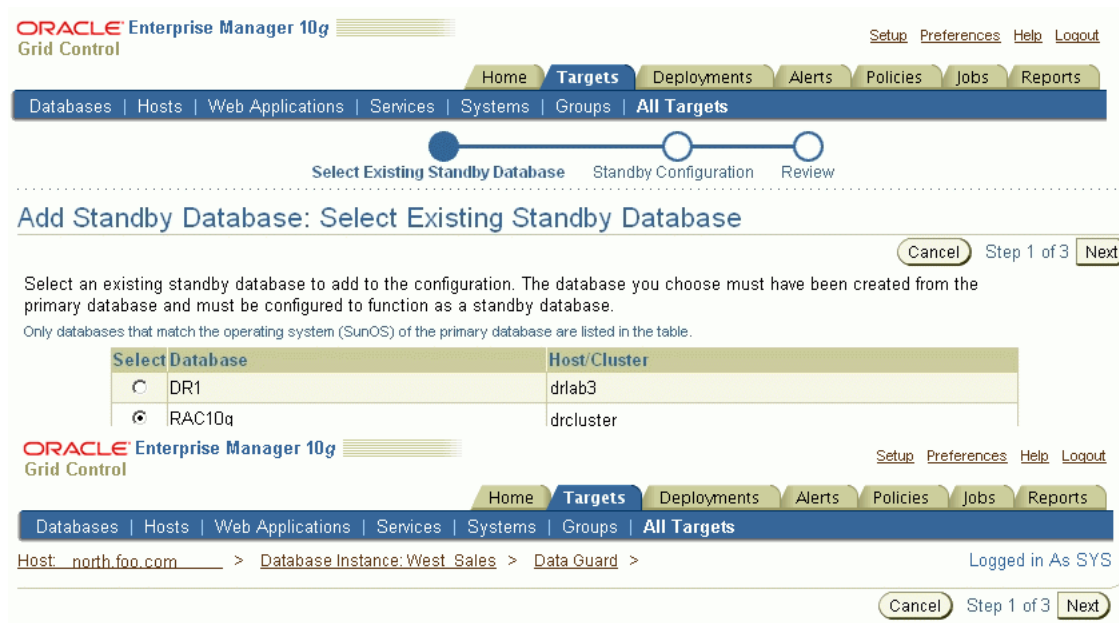 ORACLE Enterprise Manager 10g
Grid Control
Setup Preferences Help Logout
Home Targets Deployments Alerts Policies Jobs Reports
Databases | Hosts | Web Applications | Services | Systems | Groups | All Targets
Select Existing Standby Database Standby Configuration Review
Add Standby Database: Select Existing Standby Database
Cancel Step 1 of 3 Next
Select an existing standby database to add to the configuration. The database you choose must have been created from the
primary database and must be configured to function as a standby database.
Only databases that match the operating system (SunOS) of the primary database are listed in the table.
Select Database Host/Cluster
DR1 drlab3
RAC10g drcluster
ORACLE Enterprise Manager 10g
Grid Control
Setup Preferences Help Logout
Home Targets Deployments Alerts Policies Jobs Reports
Databases | Hosts | Web Applications | Services | Systems | Groups | All Targets
Host: north.foo.com > Database Instance: West_Sales > Data Guard > Logged in As SYS
Cancel Step 1 of 3 Next